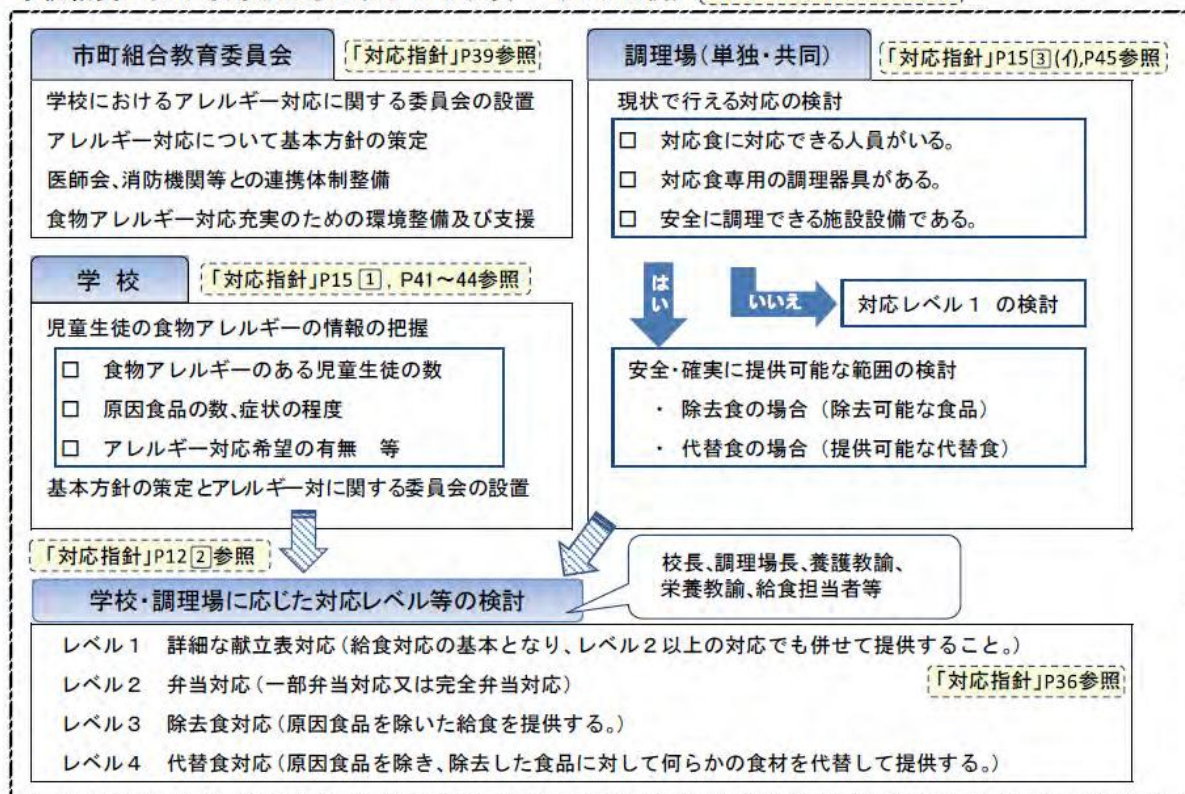 市町組合教育委員会
「対応指針」P39参照
学校におけるアレルギー対応に関する委員会の設置
アレルギー対応について基本方針の策定
医師会、消防機関等との連携体制整備
食物アレルギー対応充実のための環境整備及び支援
学 校
「対応指針」P15 1 , P41～44参照
児童生徒の食物アレルギーの情報の把握
□ 食物アレルギーのある児童生徒の数
□ 原因食品の数、症状の程度
□ アレルギー対応希望の有無 等
基本方針の策定とアレルギー対に関する委員会の設置
調理場(単独・共同)
「対応指針」P15 3 (イ),P45参照
現状で行える対応の検討
□ 対応食に対応できる人員がいる。
□ 対応食専用の調理器具がある。
□ 安全に調理できる施設設備である。
はい
いいえ
対応レベル1 の検討
安全・確実に提供可能な範囲の検討
・ 除去食の場合 (除去可能な食品)
・ 代替食の場合 (提供可能な代替食)
「対応指針」P12 2 参照
校長、調理場長、養護教諭、
栄養教諭、給食担当者等
学校・調理場に応じた対応レベル等の検討
レベル1 詳細な献立表対応(給食対応の基本となり、レベル2以上の対応でも併せて提供すること。)
レベル2 弁当対応(一部弁当対応又は完全弁当対応)
「対応指針」P36参照
レベル3 除去食対応(原因食品を除いた給食を提供する。)
レベル4 代替食対応(原因食品を除き、除去した食品に対して何らかの食材を代替して提供する。)